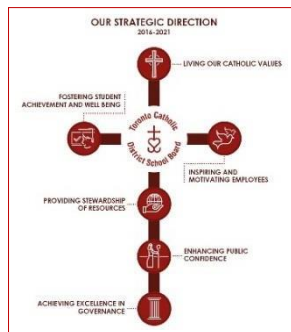 OUR STRATEGIC DIRECTION
2016-2021
LIVING OUR CATHOLIC VALUES
FOSTERING STUDENT
ACHIEVEMENT AND WELL BEING
Toronto Catholic
District School Board
INSPIRING AND
MOTIVATING EMPLOYEES
PROVIDING STEWARDSHIP
OF RESOURCES
ENHANCING PUBLIC
CONFIDENCE
ACHIEVING EXCELLENCE IN
GOVERNANCE